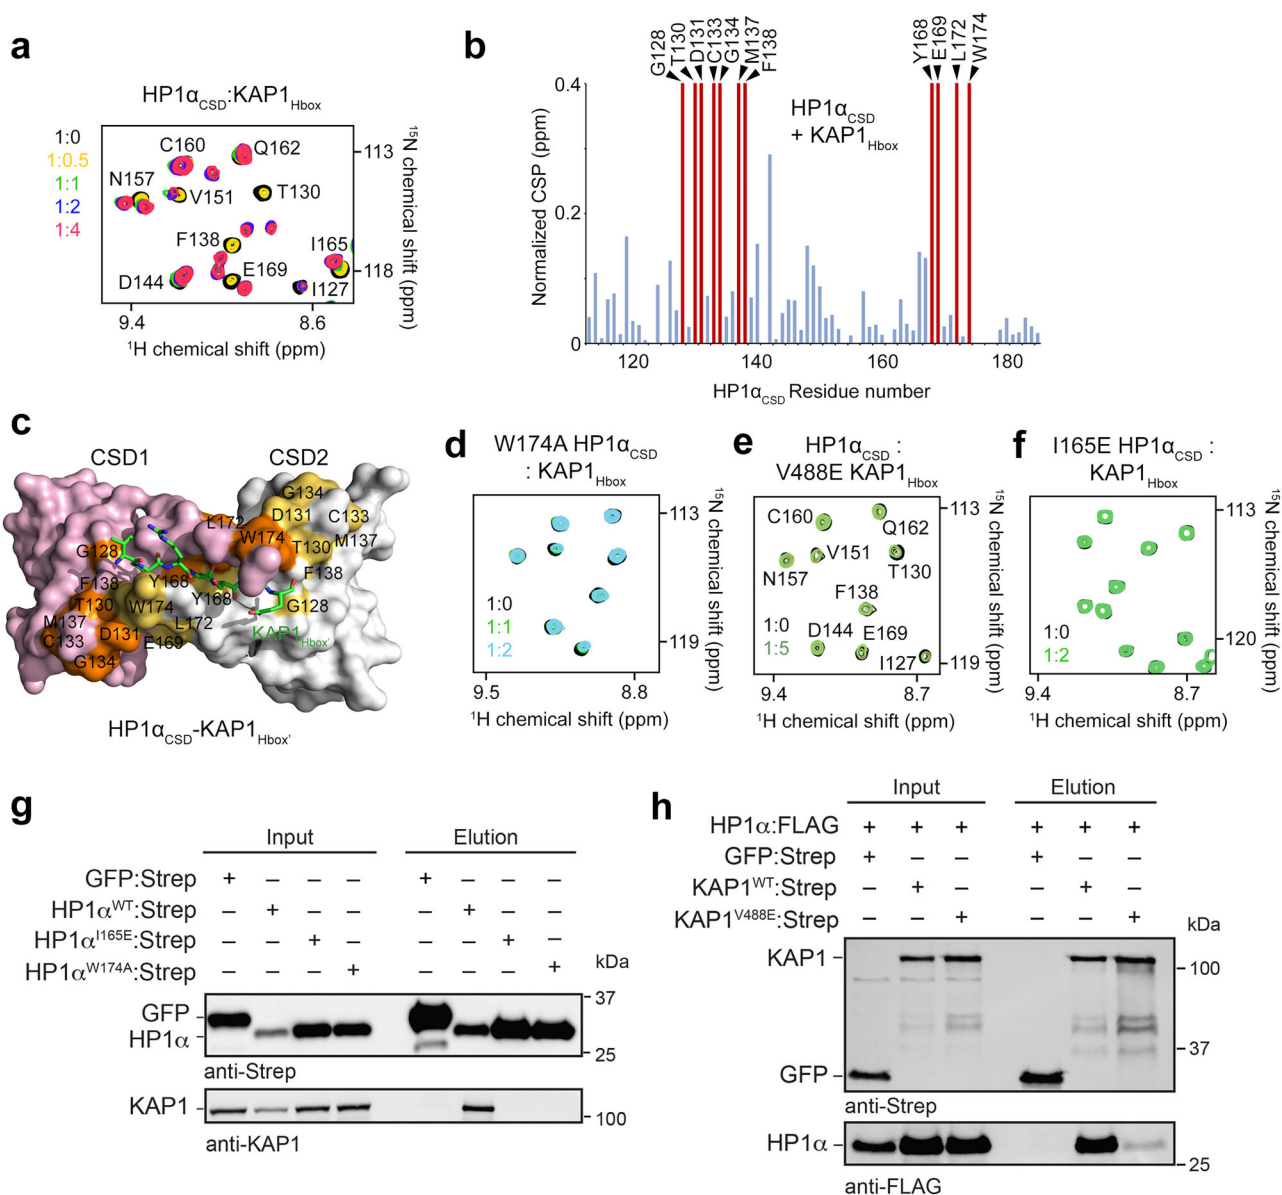 a
HP1αCSD:KAP1Hbox
1:0
1:0.5
1:1
1:2
1:4
C160
Q162
N157
V151
T130
F138
I165
D144
E169
I127
113
118
15N chemical shift (ppm)
9.4
8.6
1H chemical shift (ppm)
b
G128
T130
D131
C133
G134
M137
F138
Y168
E169
L172
W174
HP1αCSD
+ KAP1Hbox
Normalized CSP (ppm)
0.4
0.2
0
120
140
160
180
HP1αCSD Residue number
c
CSD1
CSD2
G134
D131
C133
L172
W174
T130
M137
G128
F138
F138
Y168
Y168
T130
W174
G128
M137
L172
C133
D131
E169
KAP1Hbox'
G134
HP1αCSD-KAP1Hbox'
d
W174A HP1αCSD
: KAP1Hbox
1:0
1:1
1:2
113
119
15N chemical shift (ppm)
9.5
8.8
1H chemical shift (ppm)
e
HP1αCSD :
V488E KAP1Hbox
C160
Q162
V151
T130
N157
F138
1:0
1:5
D144
E169
I127
113
119
15N chemical shift (ppm)
9.4
8.7
1H chemical shift (ppm)
f
I165E HP1αCSD :
KAP1Hbox
1:0
1:2
113
120
15N chemical shift (ppm)
9.4
8.7
1H chemical shift (ppm)
g
Input
Elution
GFP:Strep + – – – + – – –
HP1αWT:Strep – + – – – + – –
HP1αI165E:Strep – – + – – – + –
HP1αW174A:Strep – – – + – – – +
kDa
GFP
HP1α
37
25
anti-Strep
KAP1
100
anti-KAP1
h
Input
Elution
HP1α:FLAG + + + + + +
GFP:Strep + – – + – –
KAP1WT:Strep – + – – + –
KAP1V488E:Strep – – + – – +
kDa
KAP1
100
37
GFP
anti-Strep
HP1α
25
anti-FLAG